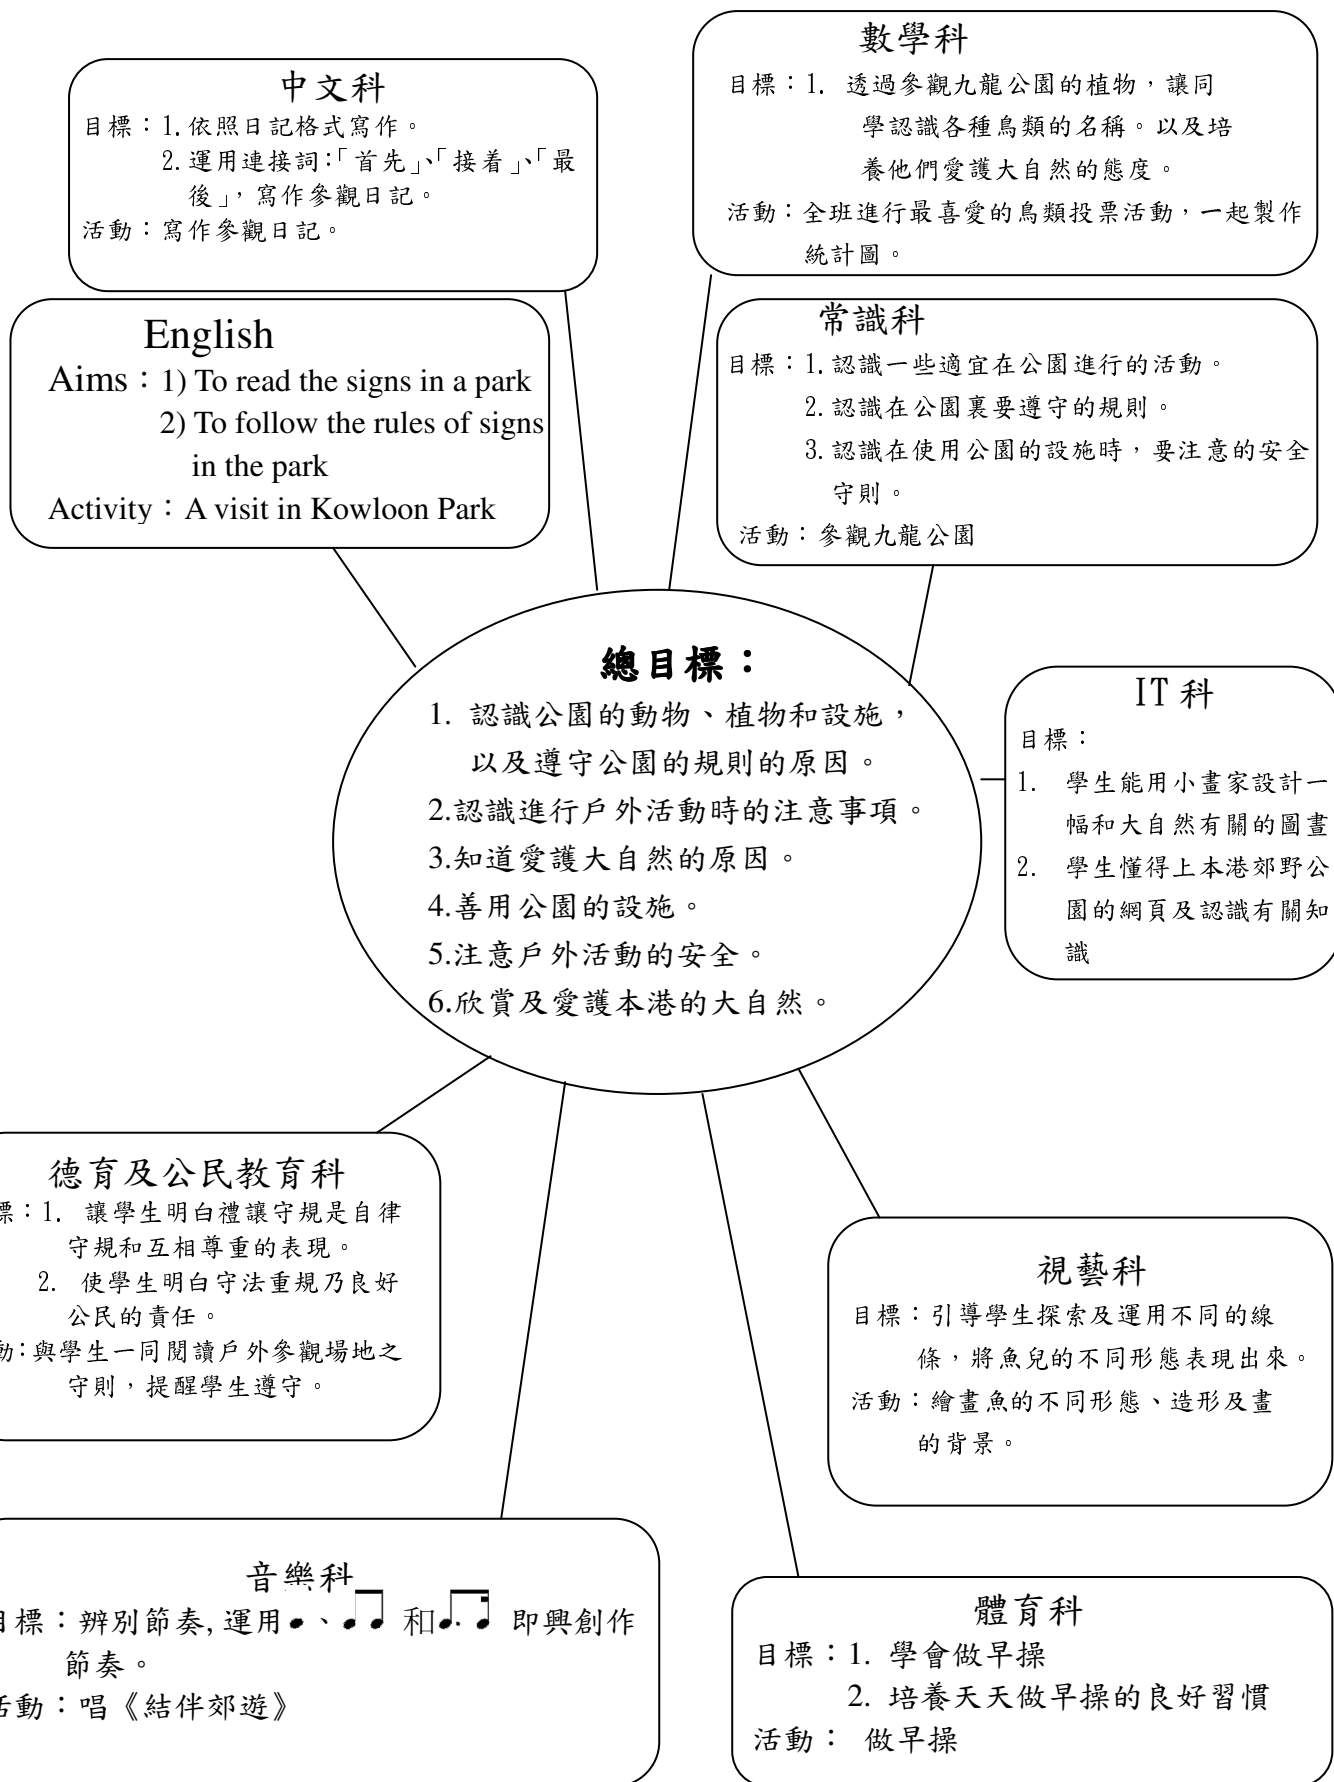 中文科
目標：1.依照日記格式寫作。
2.運用連接詞：「首先」、「接着」、「最
後」，寫作參觀日記。
活動：寫作參觀日記。
數學科
目標：1. 透過參觀九龍公園的植物，讓同
學認識各種鳥類的名稱。以及培
養他們愛護大自然的態度。
活動：全班進行最喜愛的鳥類投票活動，一起製作
統計圖。
English
Aims：1) To read the signs in a park
2) To follow the rules of signs
in the park
Activity：A visit in Kowloon Park
常識科
目標：1.認識一些適宜在公園進行的活動。
2.認識在公園裏要遵守的規則。
3.認識在使用公園的設施時，要注意的安全
守則。
活動：參觀九龍公園
總目標：
1. 認識公園的動物、植物和設施，
以及遵守公園的規則的原因。
2.認識進行戶外活動時的注意事項。
3.知道愛護大自然的原因。
4.善用公園的設施。
5.注意戶外活動的安全。
6.欣賞及愛護本港的大自然。
IT 科
目標：
1. 學生能用小畫家設計一
幅和大自然有關的圖畫
2. 學生懂得上本港郊野公
園的網頁及認識有關知
識
德育及公民教育科
標：1. 讓學生明白禮讓守規是自律
守規和互相尊重的表現。
2. 使學生明白守法重規乃良好
公民的責任。
動：與學生一同閱讀戶外參觀場地之
守則，提醒學生遵守。
視藝科
目標：引導學生探索及運用不同的線
條，將魚兒的不同形態表現出來。
活動：繪畫魚的不同形態、造形及畫
的背景。
音樂科
目標：辨別節奏,運用、和 即興創作
節奏。
活動：唱《結伴郊遊》
體育科
目標：1. 學會做早操
2. 培養天天做早操的良好習慣
活動： 做早操